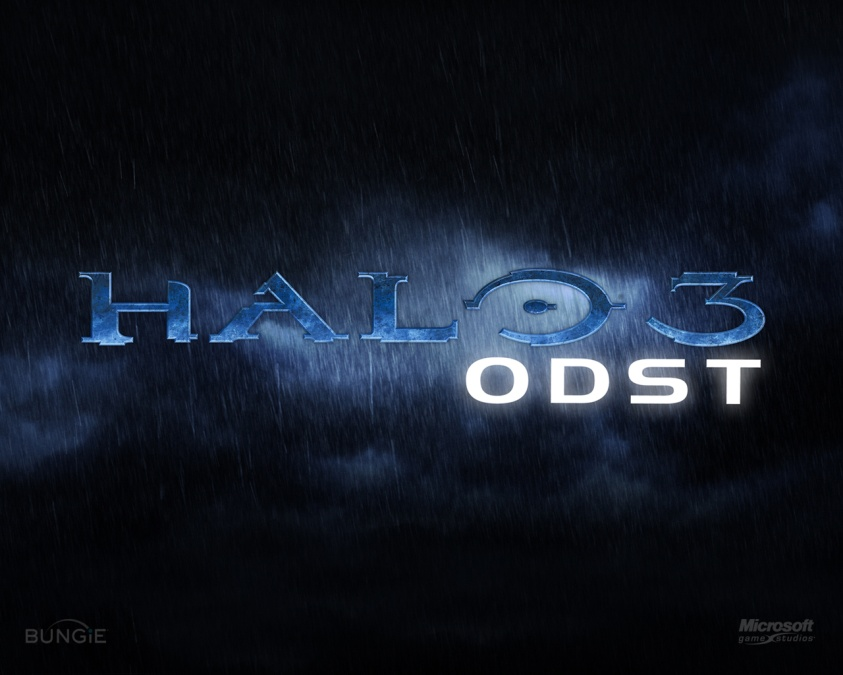 HALO 3
ODST
BUNGiE
Microsoft
game studios